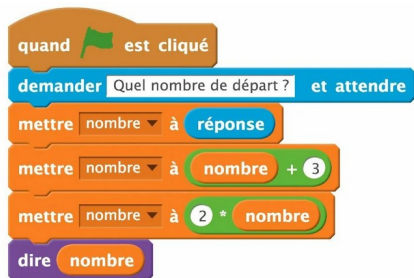 quand est cliqué
demander Quel nombre de départ ? et attendre
mettre nombre à réponse
mettre nombre à nombre + 3
mettre nombre à 2 * nombre
dire nombre